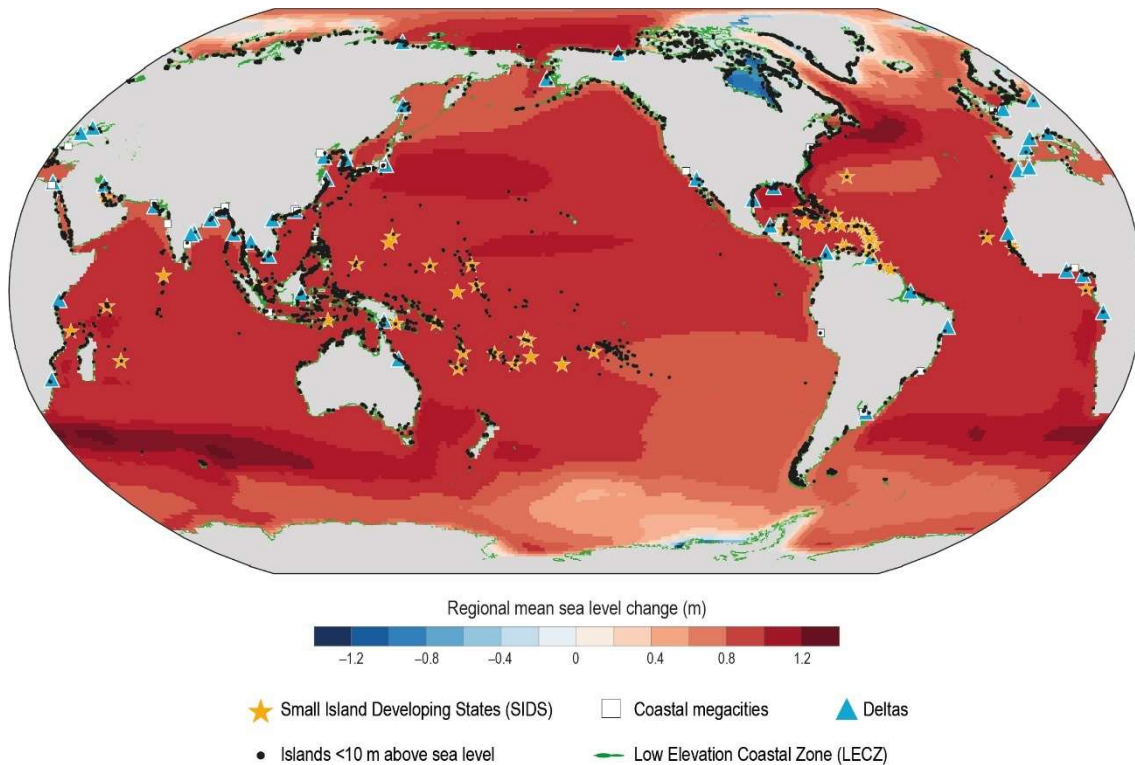 Regional mean sea level change (m)
–1.2 –0.8 –0.4 0 0.4 0.8 1.2
Small Island Developing States (SIDS) Coastal megacities Deltas
Islands <10 m above sea level Low Elevation Coastal Zone (LECZ)